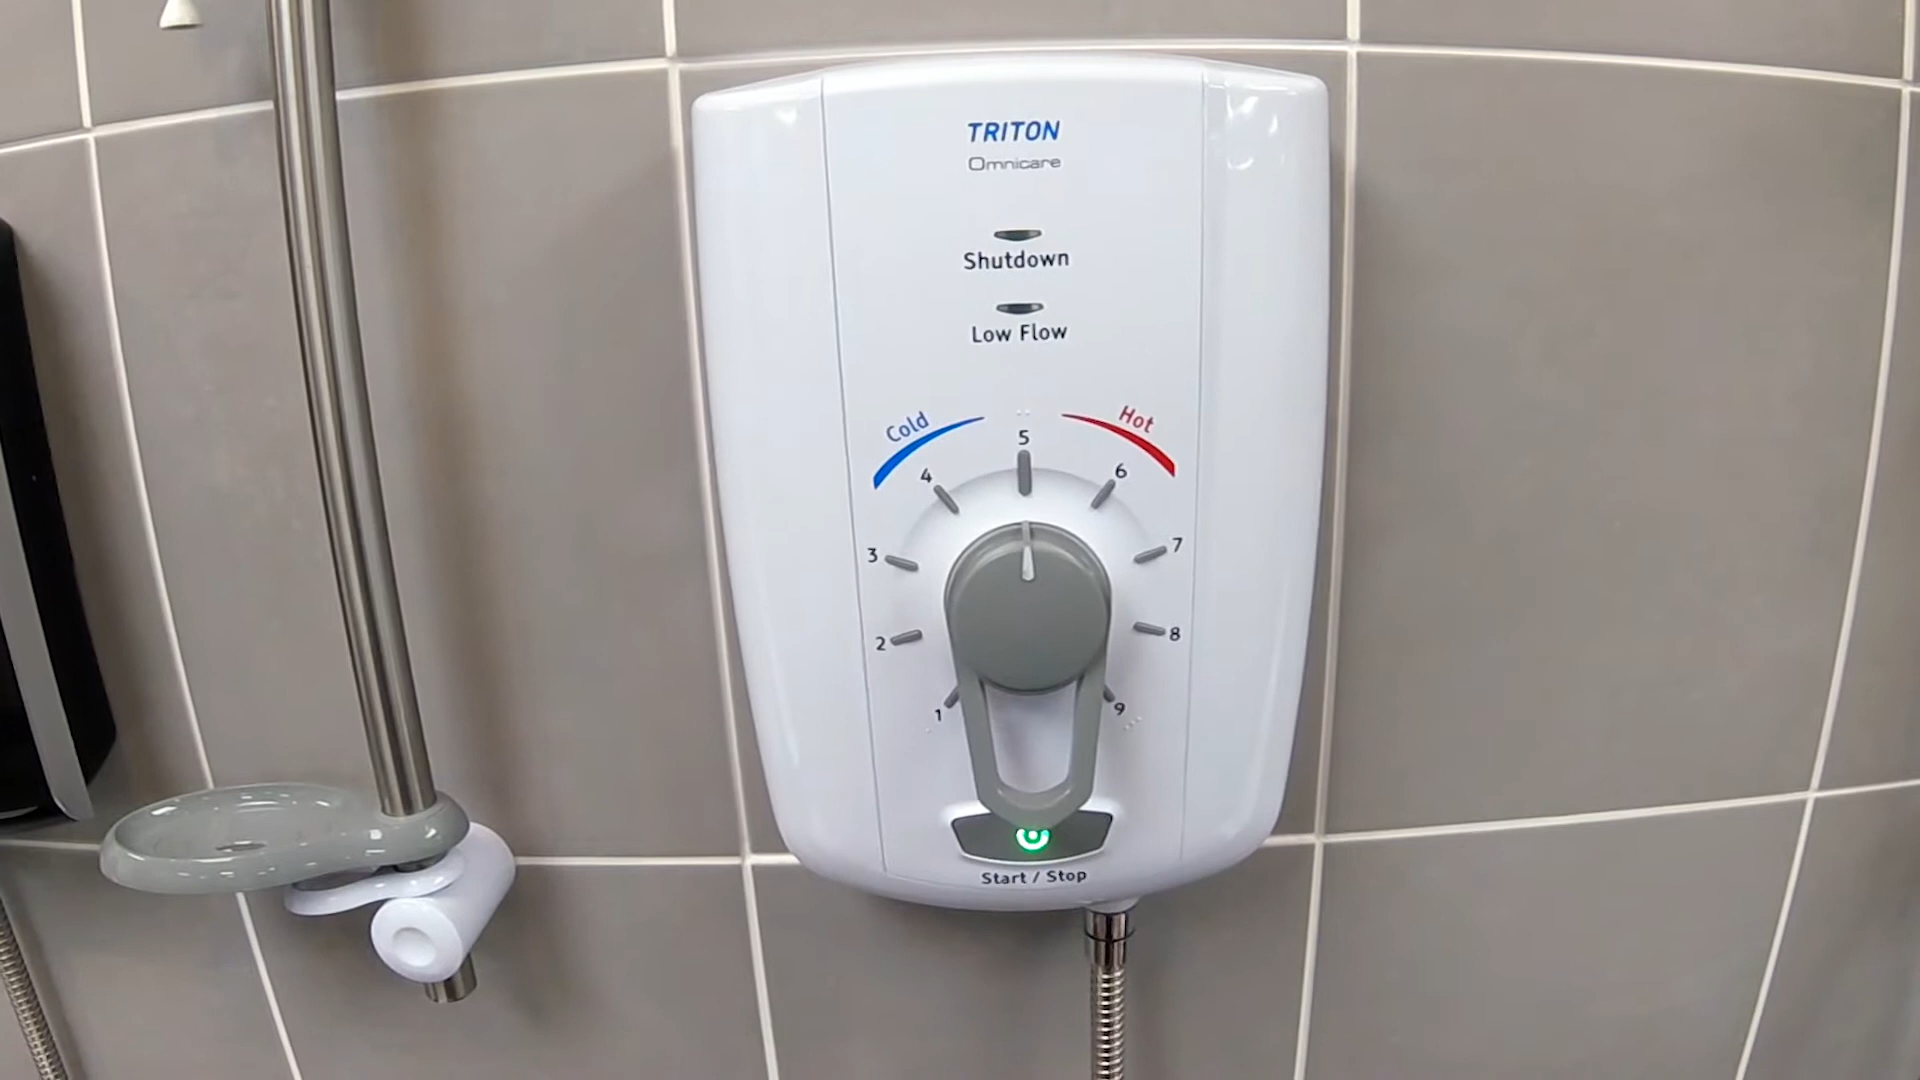 TRITON
Omnicare
Shutdown
Low Flow
Cold
Hot
5
4
6
3
7
2
8
1
9
Start / Stop